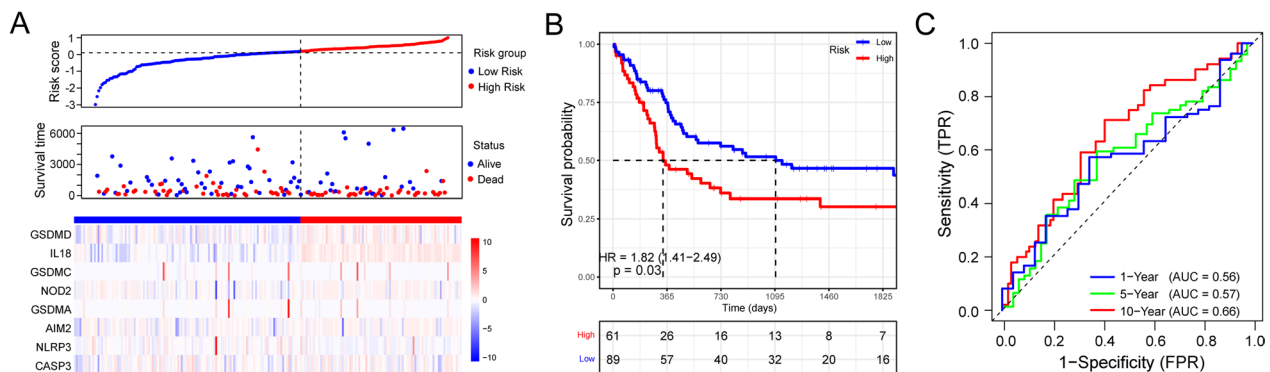 A
Risk score
1
0
-1
-2
-3
Risk group
Low Risk
High Risk
Survival time
6000
3000
0
Status
Alive
Dead
GSDMD
IL18
GSDMC
NOD2
GSDMA
AIM2
NLRP3
CASP3
10
5
0
-5
-10
B
Survival probability
1.00
0.75
0.50
0.25
0.00
Risk
Low
High
HR = 1.82 (1.41−2.49)
p = 0.03
0 365 730 1095 1460 1825
Time (days)
High 61 26 16 13 8 7
Low 89 57 40 32 20 16
C
Sensitivity (TPR)
1.0
0.8
0.6
0.4
0.2
0.0
1-Year (AUC = 0.56)
5-Year (AUC = 0.57)
10-Year (AUC = 0.66)
0.0 0.2 0.4 0.6 0.8 1.0
1-Specificity (FPR)